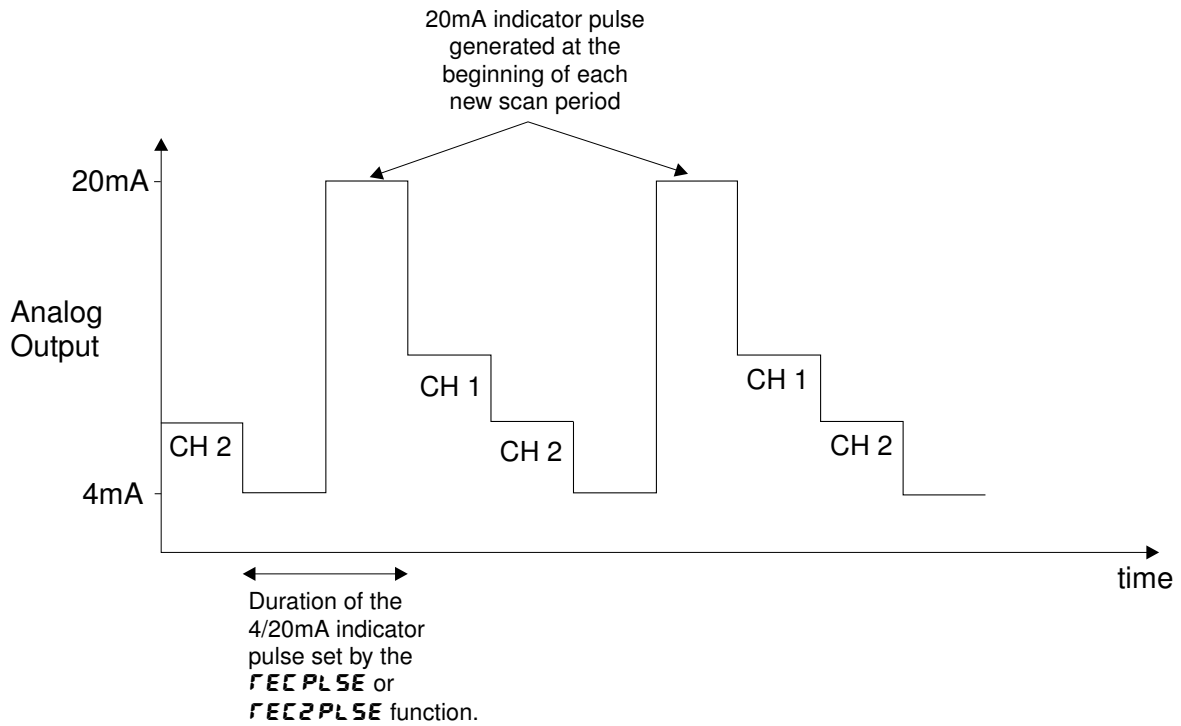 20mA indicator pulse
generated at the
beginning of each
new scan period
20mA
Analog
Output
CH 1
CH 1
CH 2
CH 2
CH 2
4mA
time
Duration of the
4/20mA indicator
pulse set by the
rECPLSE or
rEC2PLSE function.